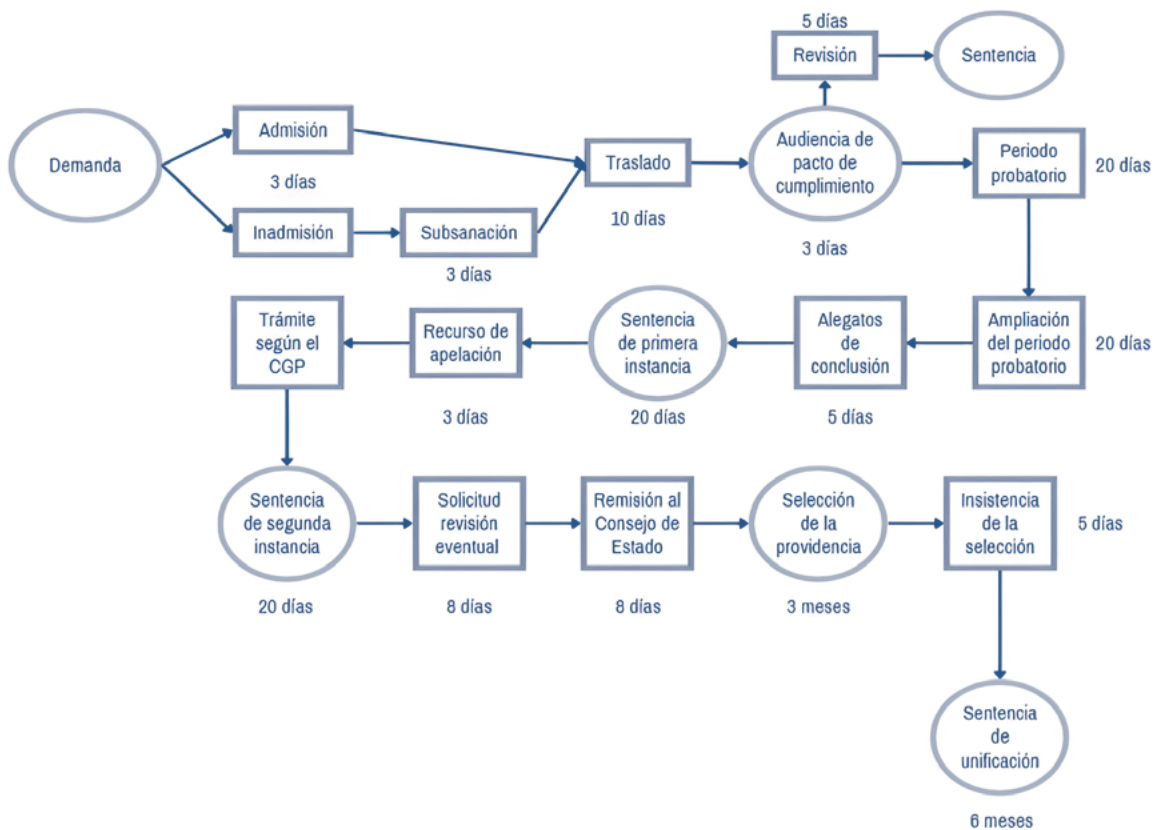 5 días
Revisión
Sentencia
Demanda
Admisión
3 días
Inadmisión
Subsanación
3 días
Traslado
10 días
Audiencia de
pacto de
cumplimiento
3 días
Periodo
probatorio
20 días
Trámite
según el
CGP
Recurso de
apelación
3 días
Sentencia
de primera
instancia
20 días
Alegatos
de
conclusión
5 días
Ampliación
del periodo
probatorio
20 días
Sentencia
de segunda
instancia
20 días
Solicitud
revisión
eventual
8 días
Remisión al
Consejo de
Estado
8 días
Selección
de la
providencia
3 meses
Insistencia
de la
selección
5 días
Sentencia
de
unificación
6 meses